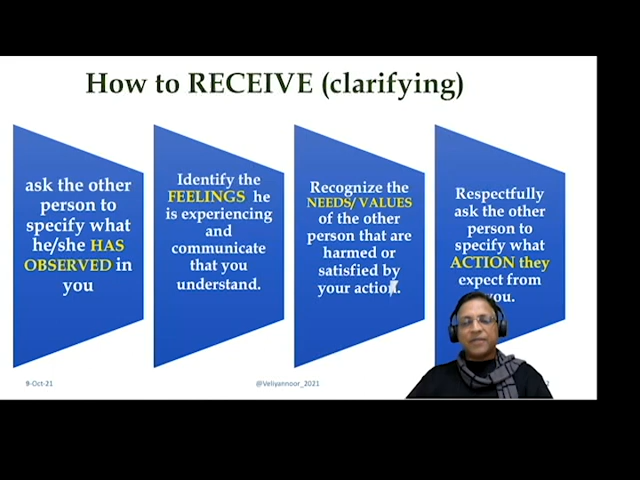 How to RECEIVE (clarifying)
ask the other
person to
specify what
he/she HAS
OBSERVED in
you
Identify the
FEELINGS he
is experiencing
and
communicate
that you
understand.
Recognize the
NEEDS/ VALUES
of the other
person that are
harmed or
satisfied by
your action.
Respectfully
ask the other
person to
specify what
ACTION they
expect from
you.
9-Oct-21
@Veliyannoor_2021
2